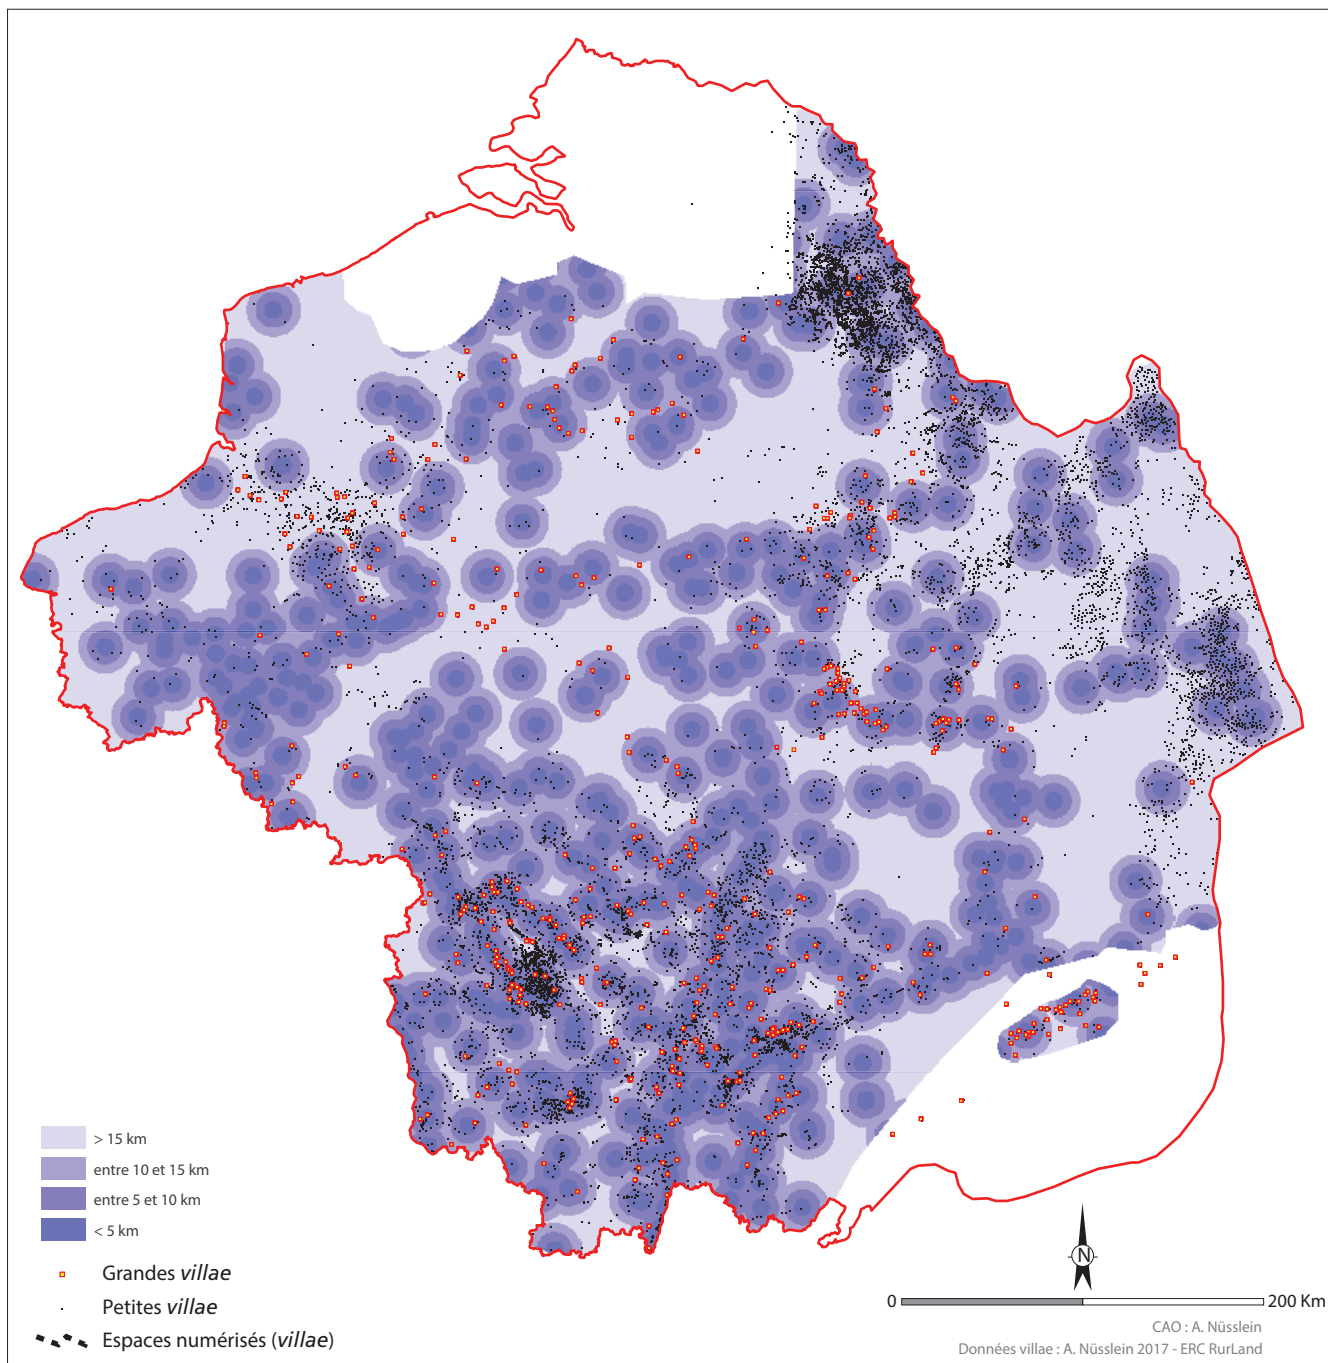 > 15 km
entre 10 et 15 km
entre 5 et 10 km
< 5 km
Grandes villae
Petites villae
Espaces numérisés (villae)
N
0 200 Km
CAO : A. Nüsslein
Données villae : A. Nüsslein 2017 - ERC RurLand